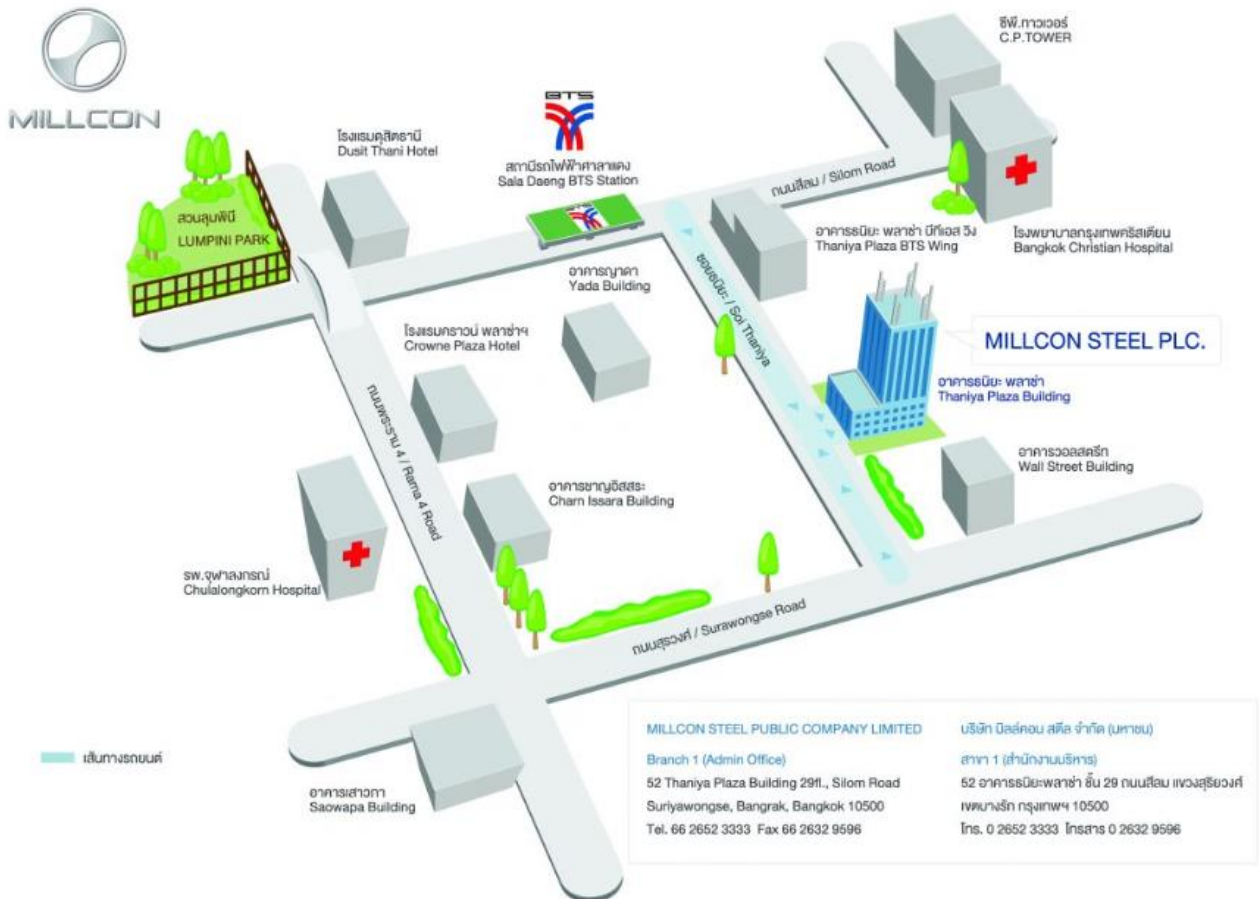 MILLCON
ซีพี.ทาวเวอร์
C.P.TOWER
BTS
โรงแรมดุสิตธานี
Dusit Thani Hotel
สถานีรถไฟฟ้าศาลาแดง
Sala Daeng BTS Station
BTS
ถนนสีลม / Silom Road
สวนลุมพินี
LUMPINI PARK
อาคารธนิยะ พลาซ่า บีทีเอส วิง
Thaniya Plaza BTS Wing
โรงพยาบาลกรุงเทพคริสเตียน
Bangkok Christian Hospital
อาคารญาดา
Yada Building
ซอยธนิยะ / Soi Thaniya
โรงแรมคราวน์ พลาซ่าฯ
Crowne Plaza Hotel
MILLCON STEEL PLC.
อาคารธนิยะ พลาซ่า
Thaniya Plaza Building
ถนนพระราม 4 / Rama 4 Road
อาคารวอลสตรีท
Wall Street Building
อาคารชาญอิสสระ
Charn Issara Building
รพ.จุฬาลงกรณ์
Chulalongkorn Hospital
ถนนสุรวงศ์ / Surawongse Road
เส้นทางรถยนต์
อาคารเสาวภา
Saowapa Building
MILLCON STEEL PUBLIC COMPANY LIMITED
Branch 1 (Admin Office)
52 Thaniya Plaza Building 29fl., Silom Road
Suriyawongse, Bangrak, Bangkok 10500
Tel. 66 2652 3333 Fax 66 2632 9596
บริษัท มิลล์คอน สตีล จำกัด (มหาชน)
สาขา 1 (สำนักงานบริหาร)
52 อาคารธนิยะพลาซ่า ชั้น 29 ถนนสีลม แขวงสุริยวงศ์
เขตบางรัก กรุงเทพฯ 10500
โทร. 0 2652 3333 โทรสาร 0 2632 9596